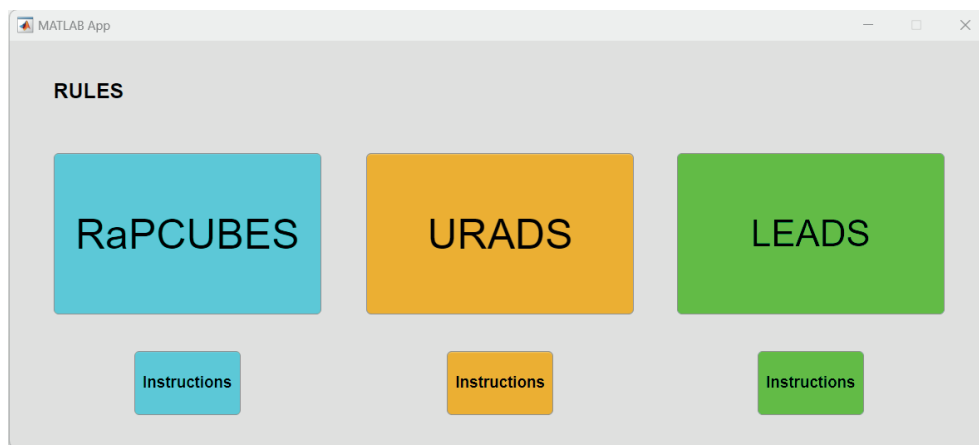 MATLAB App
RULES
RaPCUBES
URADS
LEADS
Instructions
Instructions
Instructions